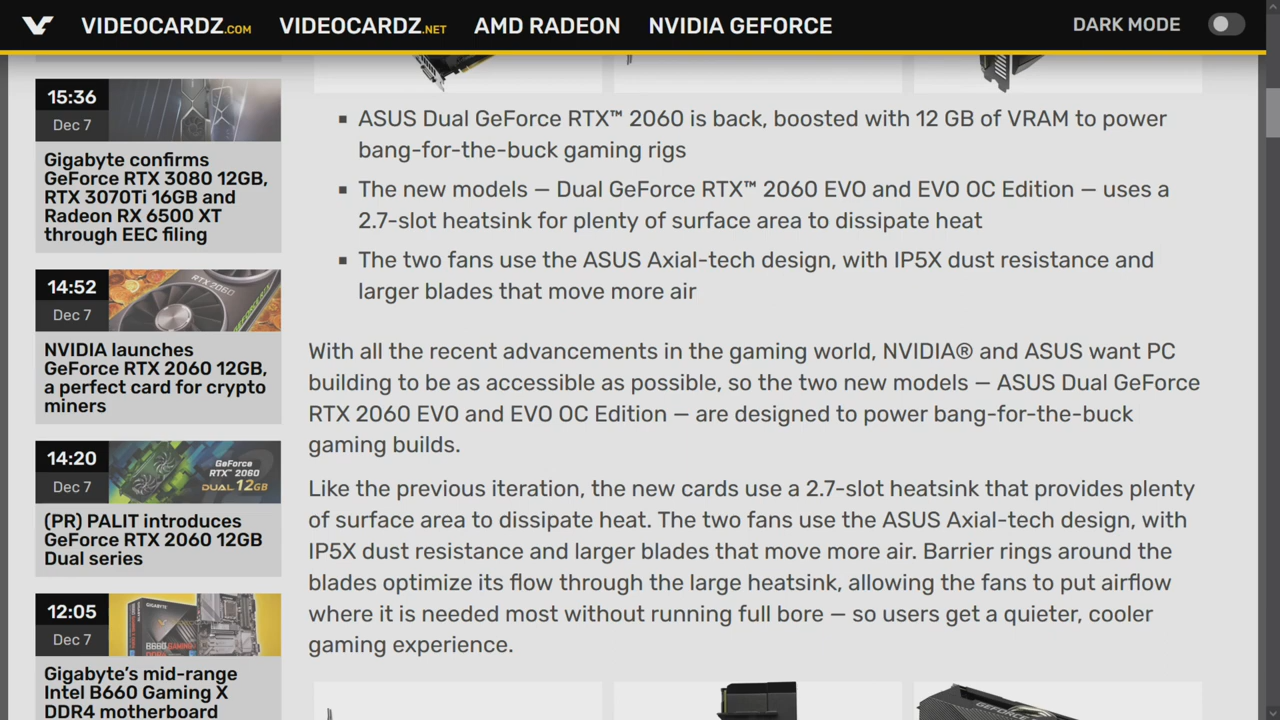 VIDEOCARDZ.COM VIDEOCARDZ.NET AMD RADEON NVIDIA GEFORCE DARK MODE
15:36
Dec 7
Gigabyte confirms
GeForce RTX 3080 12GB,
RTX 3070Ti 16GB and
Radeon RX 6500 XT
through EEC filing
14:52
Dec 7
RTX 2060
NVIDIA launches
GeForce RTX 2060 12GB,
a perfect card for crypto
miners
14:20
Dec 7
GeForce
RTX™ 2060
DUAL 12GB
(PR) PALIT introduces
GeForce RTX 2060 12GB
Dual series
12:05
Dec 7
GIGABYTE
B660 GAMING
DDR4
Gigabyte's mid-range
Intel B660 Gaming X
DDR4 motherboard
▪ ASUS Dual GeForce RTX™ 2060 is back, boosted with 12 GB of VRAM to power
bang-for-the-buck gaming rigs
▪ The new models — Dual GeForce RTX™ 2060 EVO and EVO OC Edition — uses a
2.7-slot heatsink for plenty of surface area to dissipate heat
▪ The two fans use the ASUS Axial-tech design, with IP5X dust resistance and
larger blades that move more air
With all the recent advancements in the gaming world, NVIDIA® and ASUS want PC
building to be as accessible as possible, so the two new models — ASUS Dual GeForce
RTX 2060 EVO and EVO OC Edition — are designed to power bang-for-the-buck
gaming builds.
Like the previous iteration, the new cards use a 2.7-slot heatsink that provides plenty
of surface area to dissipate heat. The two fans use the ASUS Axial-tech design, with
IP5X dust resistance and larger blades that move more air. Barrier rings around the
blades optimize its flow through the large heatsink, allowing the fans to put airflow
where it is needed most without running full bore — so users get a quieter, cooler
gaming experience.